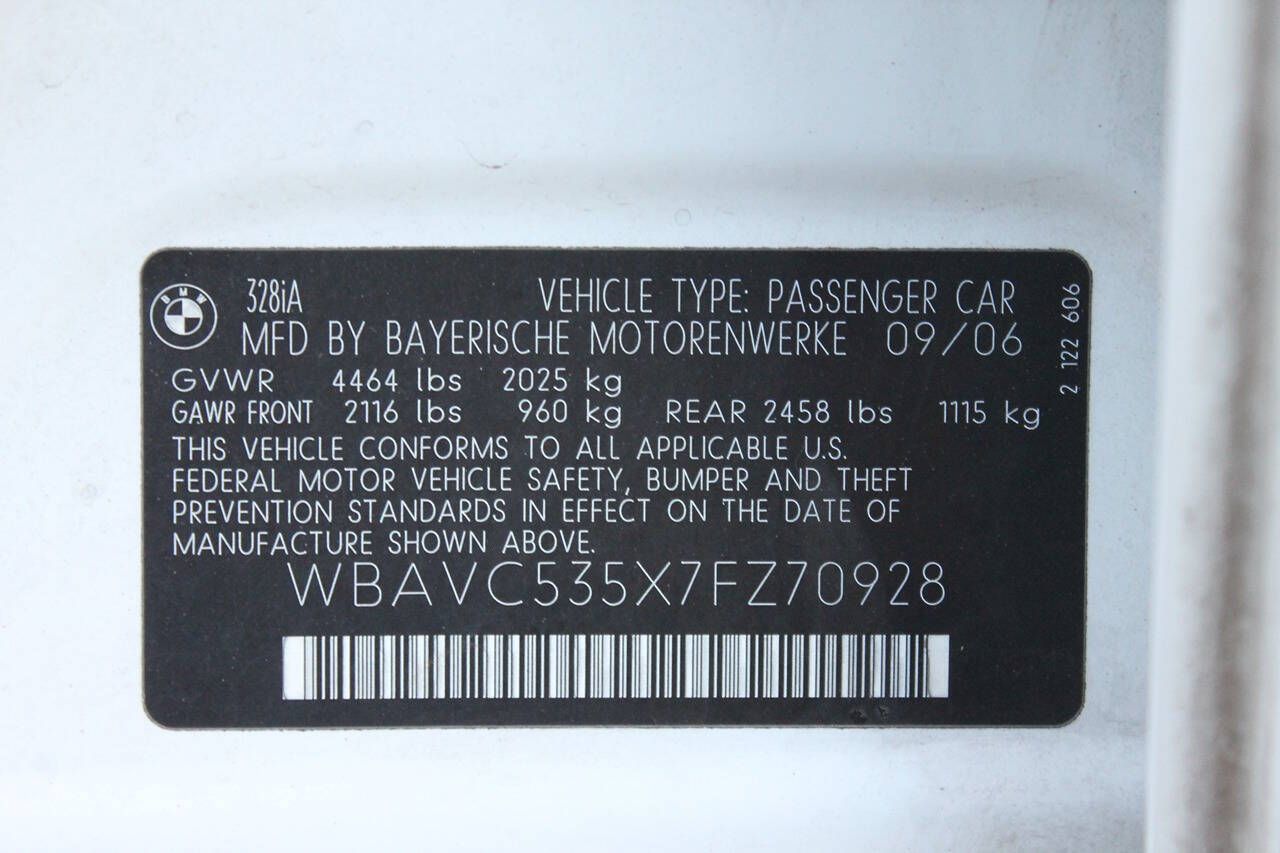 BMW
328iA VEHICLE TYPE: PASSENGER CAR
MFD BY BAYERISCHE MOTORENWERKE 09/06
GVWR 4464 lbs 2025 kg
GAWR FRONT 2116 lbs 960 kg REAR 2458 lbs 1115 kg
THIS VEHICLE CONFORMS TO ALL APPLICABLE U.S.
FEDERAL MOTOR VEHICLE SAFETY, BUMPER AND THEFT
PREVENTION STANDARDS IN EFFECT ON THE DATE OF
MANUFACTURE SHOWN ABOVE.
WBAVC535X7FZ70928
2 122 606